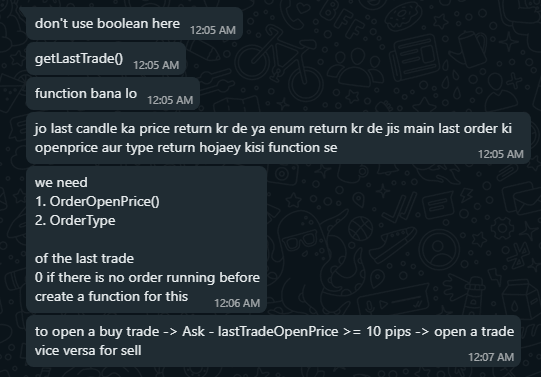 don't use boolean here
12:05 AM
getLastTrade()
12:05 AM
function bana lo
12:05 AM
jo last candle ka price return kr de ya enum return kr de jis main last order ki
openprice aur type return hojaey kisi function se
12:05 AM
we need
1. OrderOpenPrice()
2. OrderType
of the last trade
0 if there is no order running before
create a function for this
12:06 AM
to open a buy trade -> Ask - lastTradeOpenPrice >= 10 pips -> open a trade
vice versa for sell
12:07 AM